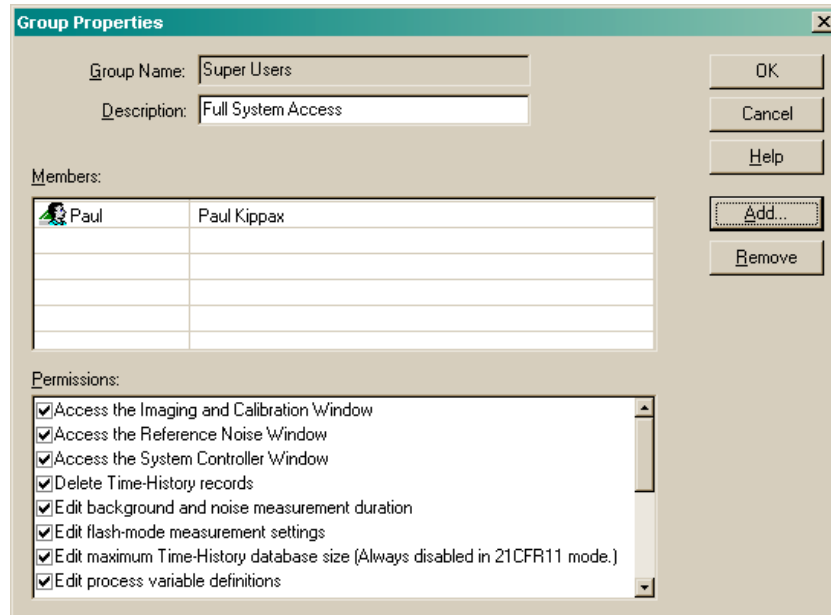 Group Properties
Group Name: Super Users
OK
Description: Full System Access
Cancel
Help
Members:
Paul Paul Kippax
Add...
Remove
Permissions:
Access the Imaging and Calibration Window
Access the Reference Noise Window
Access the System Controller Window
Delete Time-History records
Edit background and noise measurement duration
Edit flash-mode measurement settings
Edit maximum Time-History database size (Always disabled in 21CFR11 mode.)
Edit process variable definitions